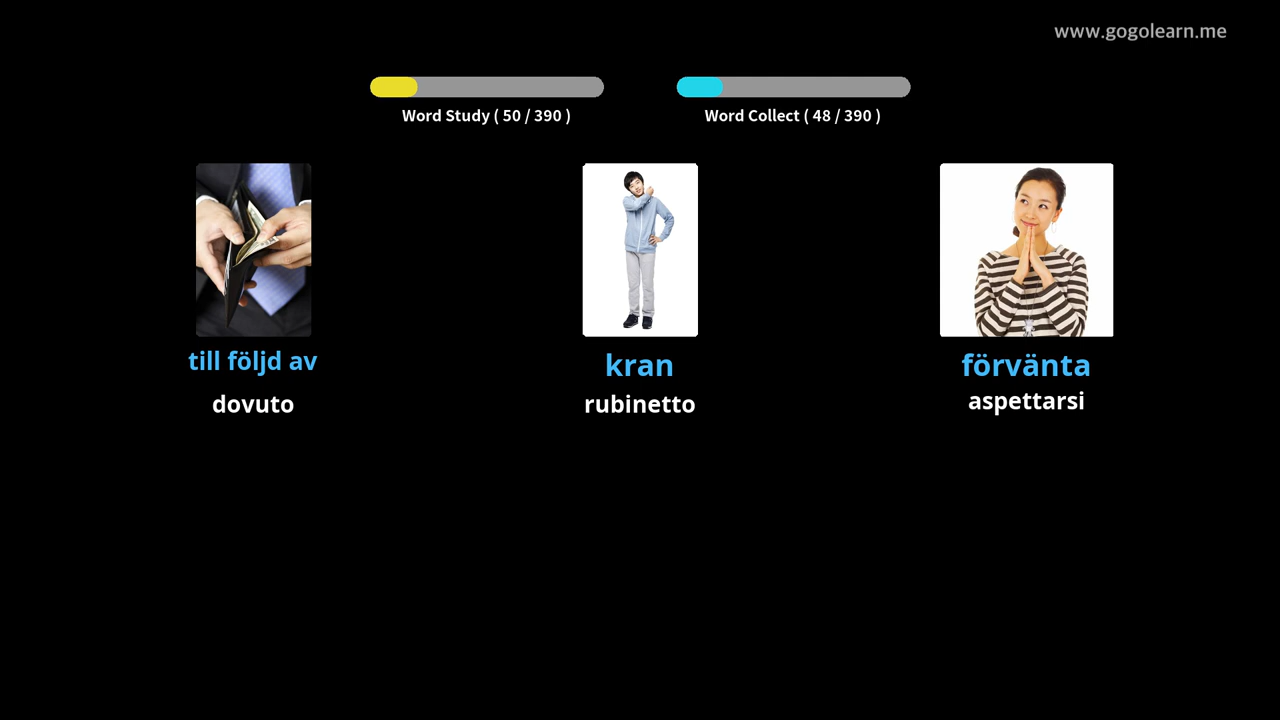 www.gogolearn.me
Word Study ( 50 / 390 )
Word Collect ( 48 / 390 )
till följd av
dovuto
kran
rubinetto
förvänta
aspettarsi